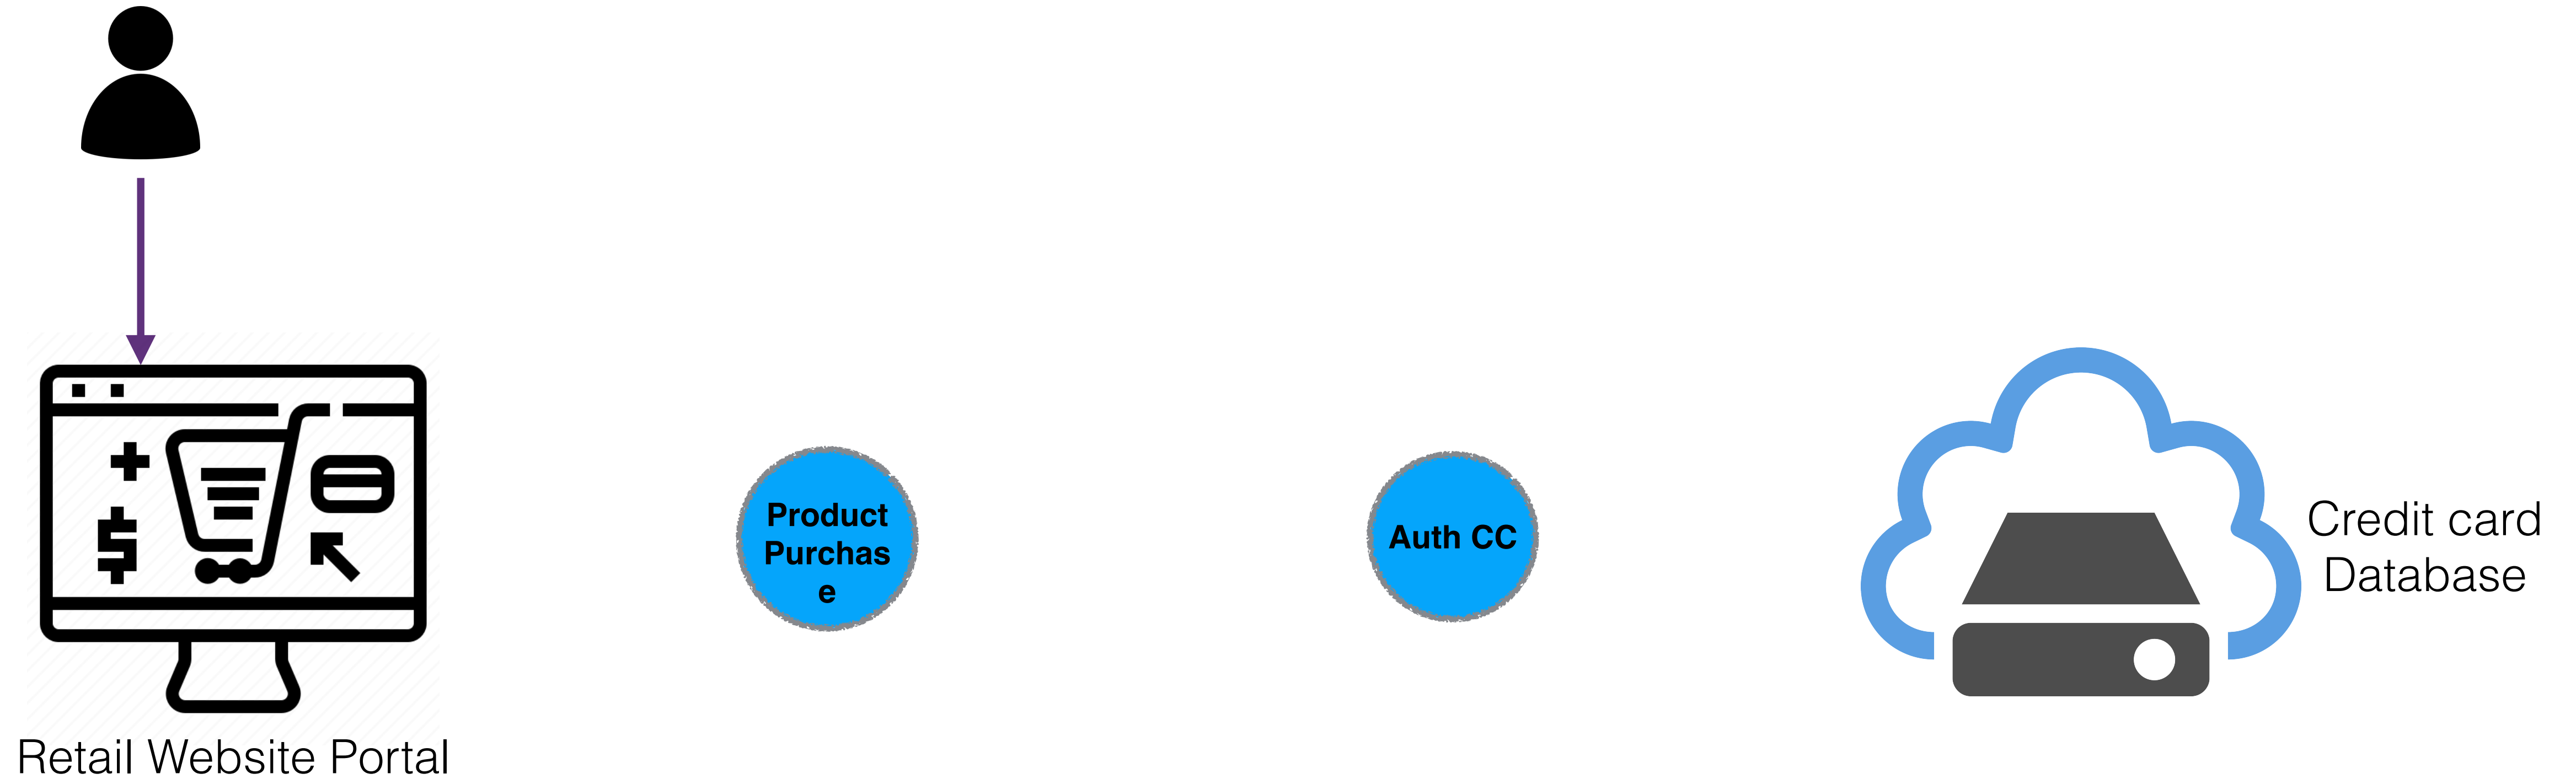 Product
Purchas
e
Auth CC
Credit card
Database
Retail Website Portal